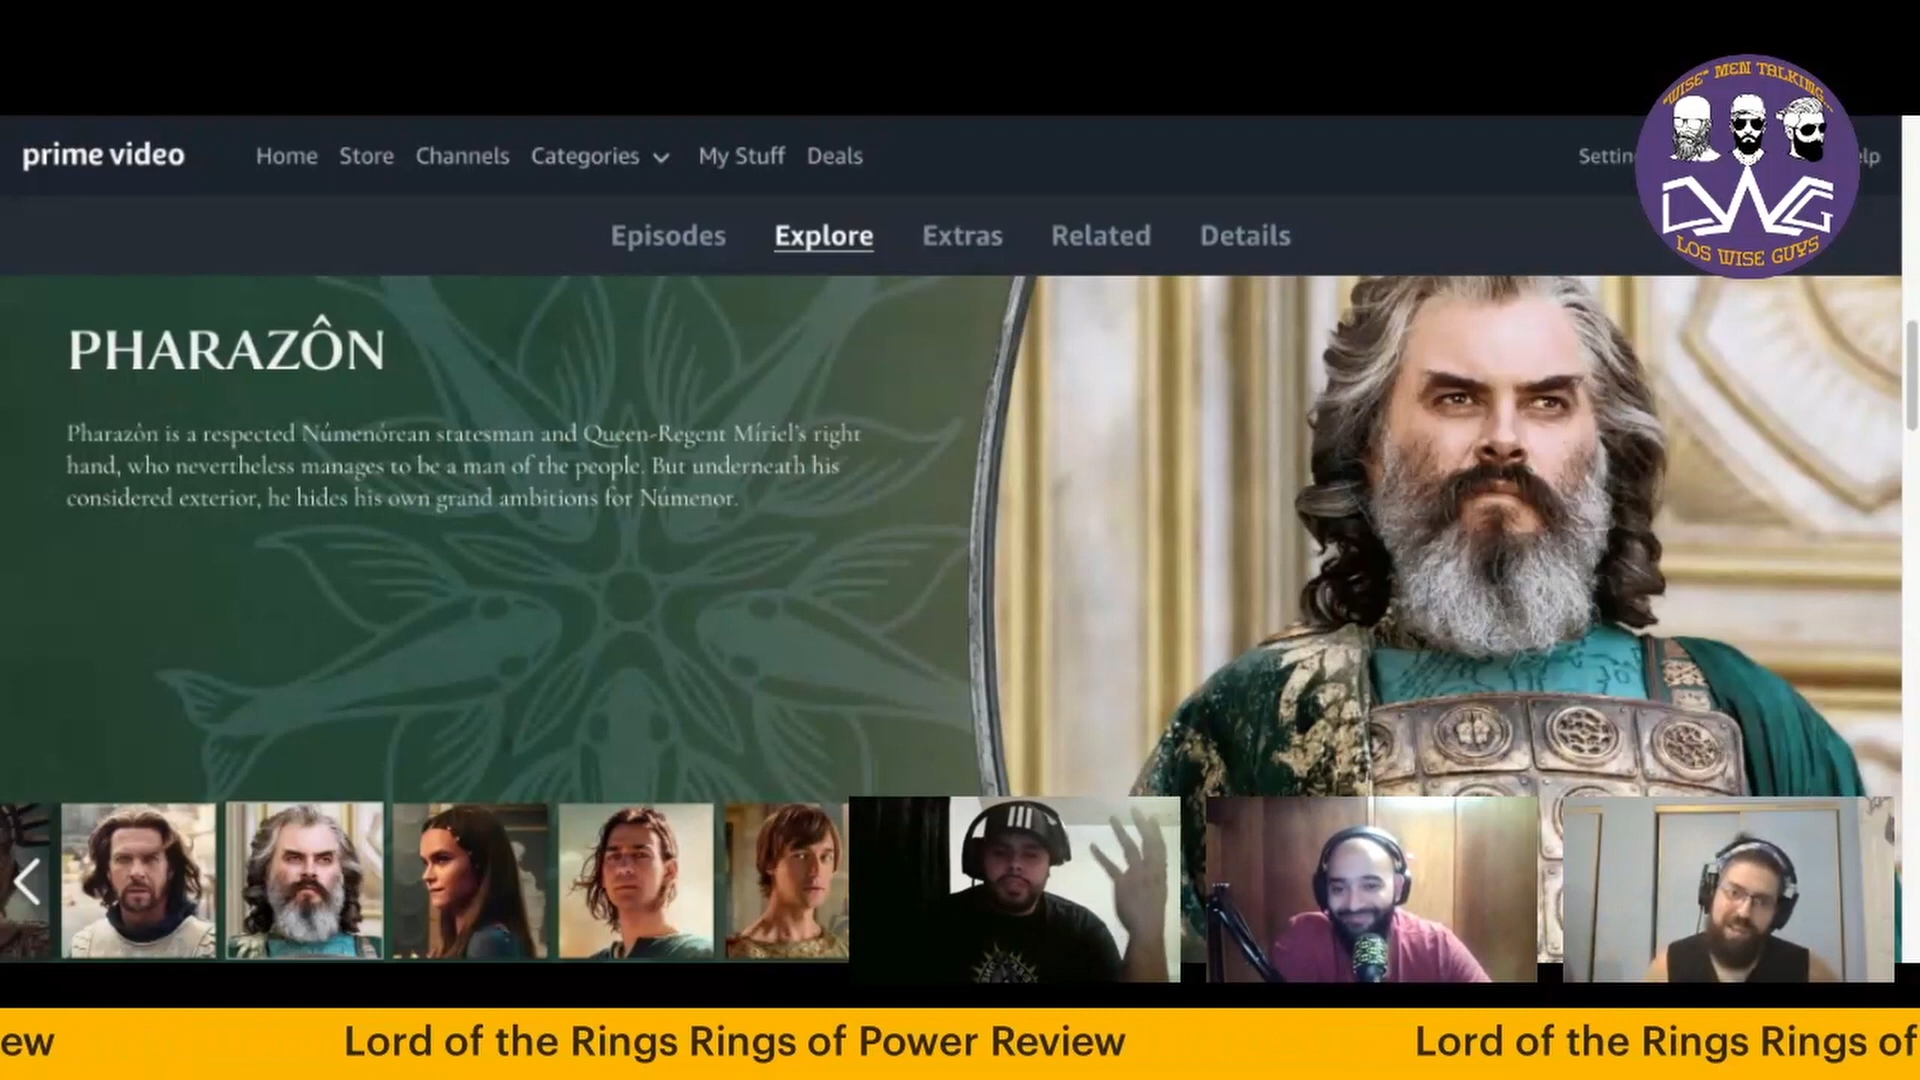 "WISE" MEN TALKING...
prime video Home Store Channels Categories My Stuff Deals
LWG
LOS WISE GUYS
Episodes Explore Extras Related Details
PHARAZÔN
Pharazôn is a respected Númenórean statesman and Queen-Regent Míriel's right
hand, who nevertheless manages to be a man of the people. But underneath his
considered exterior, he hides his own grand ambitions for Númenor.
ew Lord of the Rings Rings of Power Review Lord of the Rings Rings of